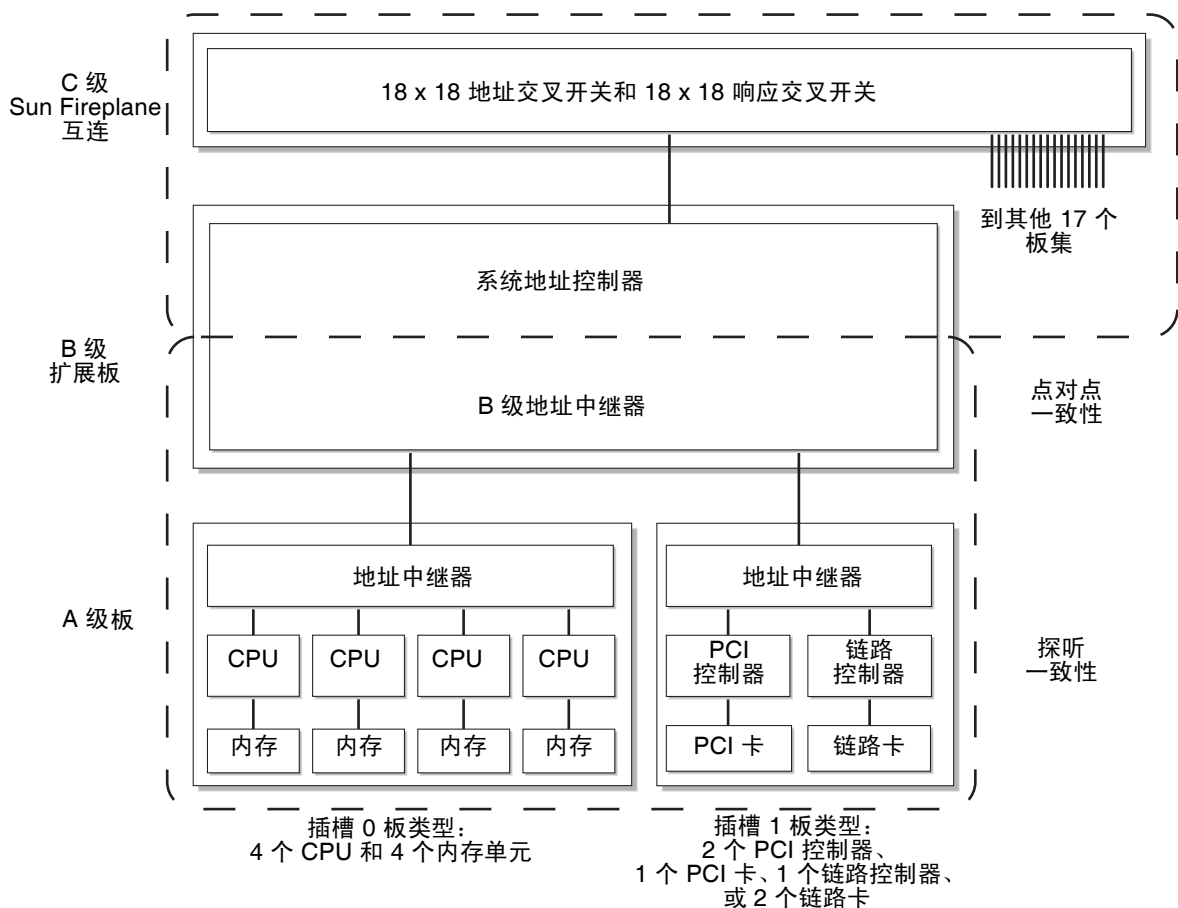 C 级
Sun Fireplane
互连
18 x 18 地址交叉开关和 18 x 18 响应交叉开关
到其他 17 个
板集
系统地址控制器
B 级
扩展板
B 级地址中继器
点对点
一致性
A 级板
地址中继器
CPU
CPU
CPU
CPU
内存
内存
内存
内存
地址中继器
PCI
控制器
链路
控制器
PCI 卡
链路卡
探听
一致性
插槽 0 板类型：
4 个 CPU 和 4 个内存单元
插槽 1 板类型：
2 个 PCI 控制器、
1 个 PCI 卡、1 个链路控制器、
或 2 个链路卡